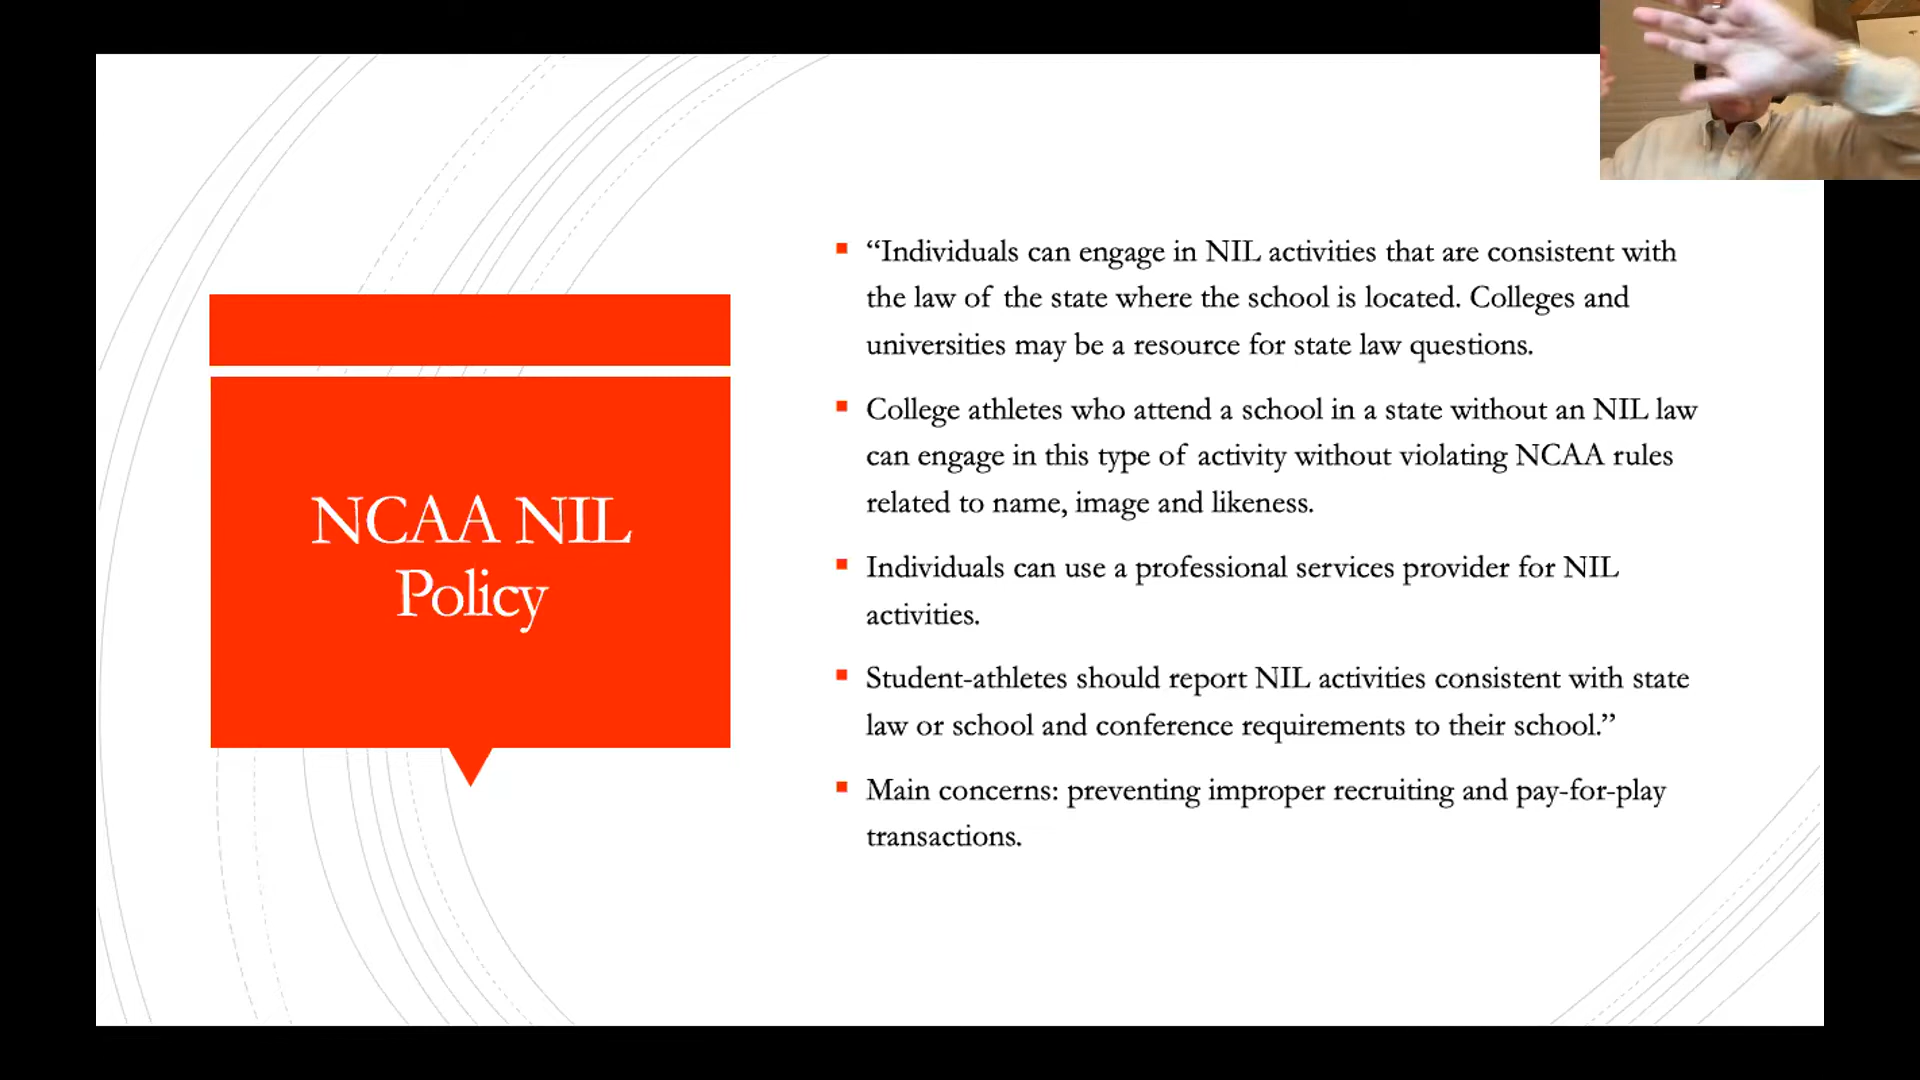 NCAA NIL
Policy
“Individuals can engage in NIL activities that are consistent with
the law of the state where the school is located. Colleges and
universities may be a resource for state law questions.
College athletes who attend a school in a state without an NIL law
can engage in this type of activity without violating NCAA rules
related to name, image and likeness.
Individuals can use a professional services provider for NIL
activities.
Student-athletes should report NIL activities consistent with state
law or school and conference requirements to their school.”
Main concerns: preventing improper recruiting and pay-for-play
transactions.